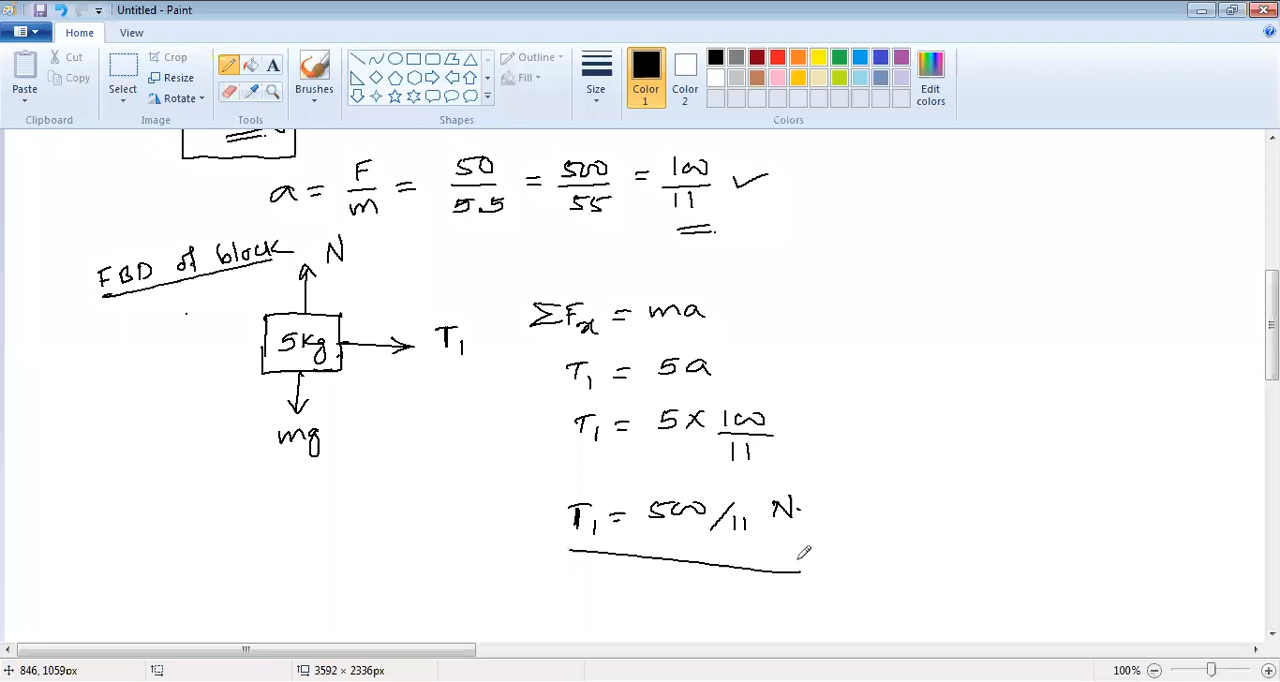 Untitled - Paint
Home View
Paste
Cut
Copy
Clipboard
Select
Crop
Resize
Rotate
Image
A
Tools
Brushes
Shapes
Outline
Fill
Size
Color 1
Color 2
Edit colors
Colors
a = F/m = 50/5.5 = 500/55 = 100/11 ✓
FBD of block
N
5Kg
T₁
mg
ΣFₓ = ma
T₁ = 5a
T₁ = 5 × 100/11
T₁ = 500/11 N.
846, 1059px
3592 × 2336px
100%